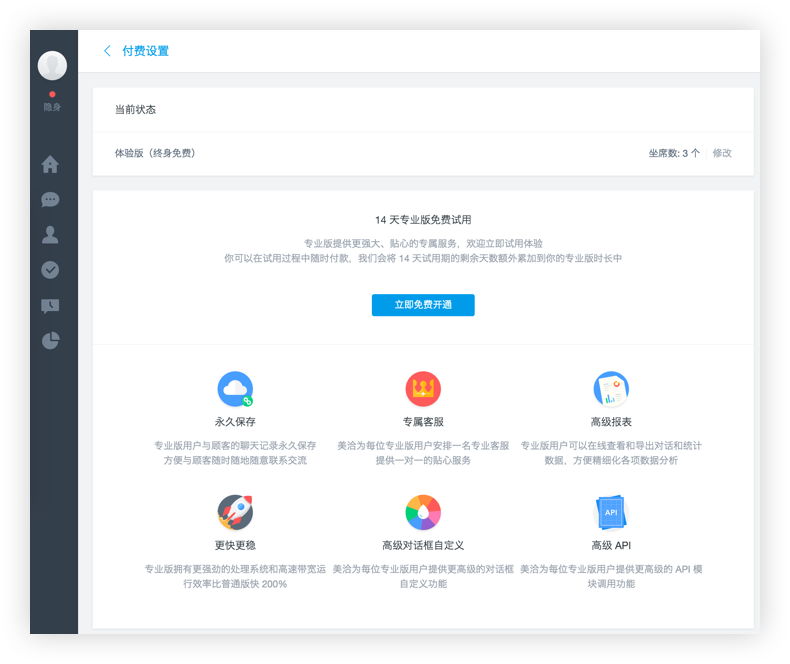 付费设置
隐身
当前状态
体验版（终身免费）
坐席数: 3 个 修改
14 天专业版免费试用
专业版提供更强大、贴心的专属服务，欢迎立即试用体验
你可以在试用过程中随时付款，我们会将 14 天试用期的剩余天数额外累加到你的专业版时长中
立即免费开通
永久保存
专业版用户与顾客的聊天记录永久保存
方便与顾客随时随地随意联系交流
专属客服
美洽为每位专业版用户安排一名专业客服
提供一对一的贴心服务
高级报表
专业版用户可以在线查看和导出对话和统计
数据，方便精细化各项数据分析
更快更稳
专业版拥有更强劲的处理系统和高速带宽运
行效率比普通版快 200%
高级对话框自定义
美洽为每位专业版用户提供更高级的对话框
自定义功能
API
高级 API
美洽为每位专业版用户提供更高级的 API 模
块调用功能